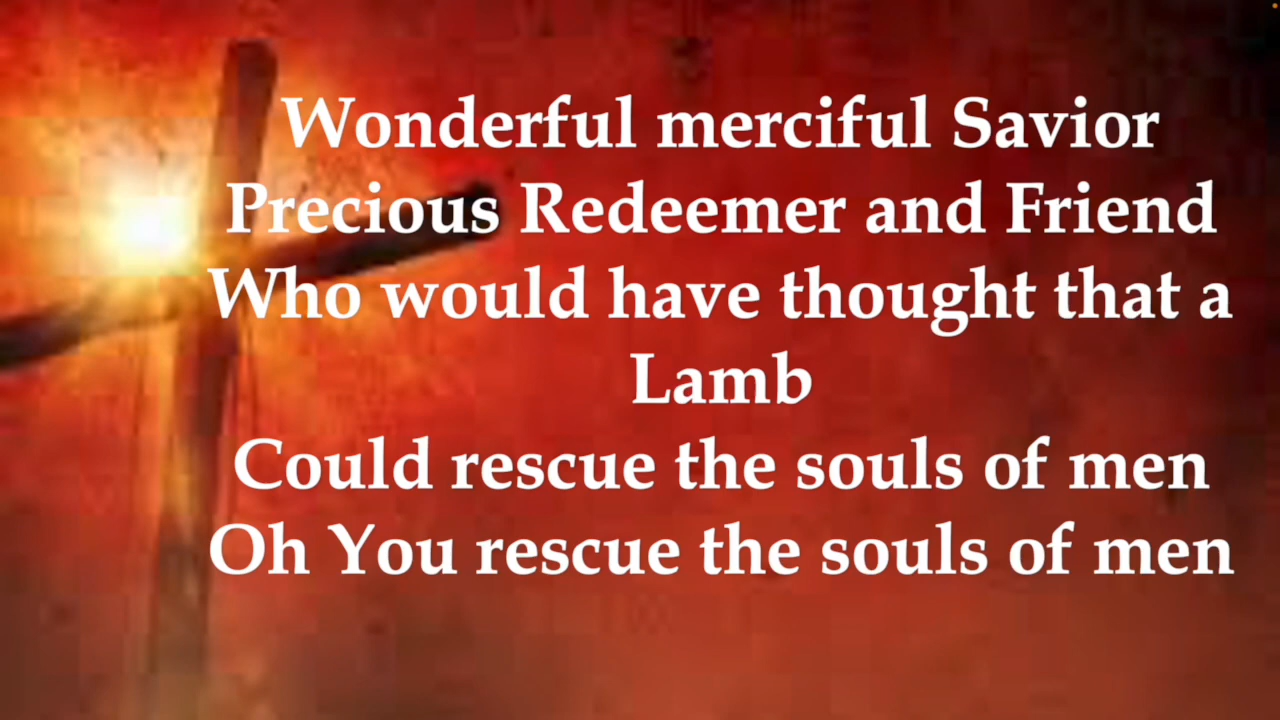 Wonderful merciful Savior
Precious Redeemer and Friend
Who would have thought that a
Lamb
Could rescue the souls of men
Oh You rescue the souls of men